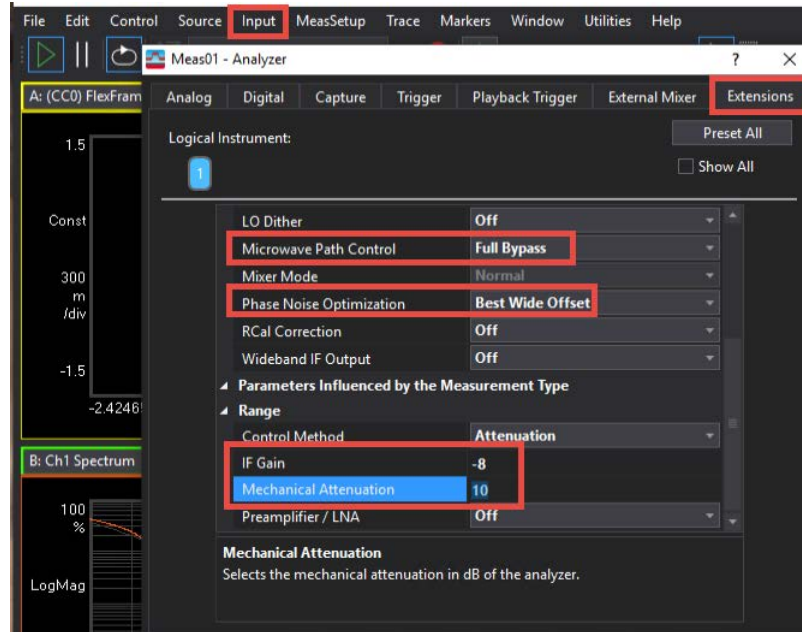 File Edit Control Source Input MeasSetup Trace Markers Window Utilities Help
Meas01 - Analyzer ? X
A: (CC0) FlexFram
Analog Digital Capture Trigger Playback Trigger External Mixer Extensions
Logical Instrument:
Preset All
1
Show All
1.5
Const
300
m
/div
-1.5
-2.4246
LO Dither Off
Microwave Path Control Full Bypass
Mixer Mode Normal
Phase Noise Optimization Best Wide Offset
RCal Correction Off
Wideband IF Output Off
Parameters Influenced by the Measurement Type
Range
Control Method Attenuation
IF Gain -8
Mechanical Attenuation 10
Preamplifier / LNA Off
B: Ch1 Spectrum
100
%
LogMag
Mechanical Attenuation
Selects the mechanical attenuation in dB of the analyzer.